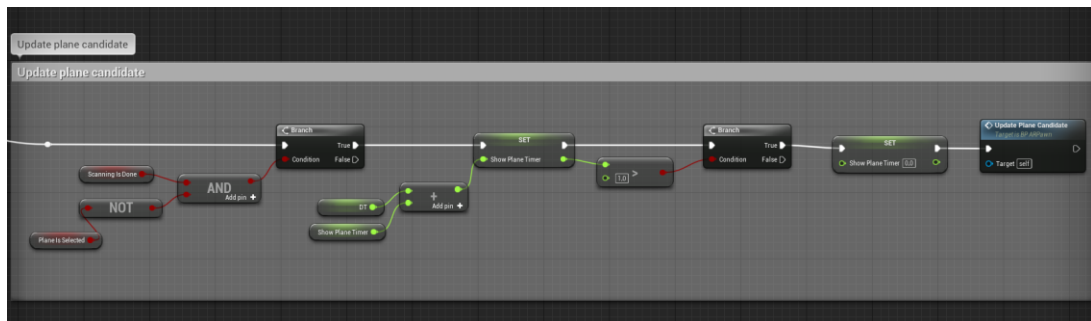 Update plane candidate
Update plane candidate
Branch
True
Condition
False
Scanning Is Done
AND
Add pin +
NOT
Plane Is Selected
SET
Show Plane Timer
DT
+
Add pin +
Show Plane Timer
>
1,0
Branch
True
Condition
False
SET
Show Plane Timer 0,0
Update Plane Candidate
Target is BP ARPawn
Target self